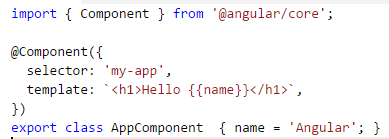 import { Component } from '@angular/core';

@Component({
  selector: 'my-app',
  template: `<h1>Hello {{name}}</h1>`,
})
export class AppComponent  { name = 'Angular'; }